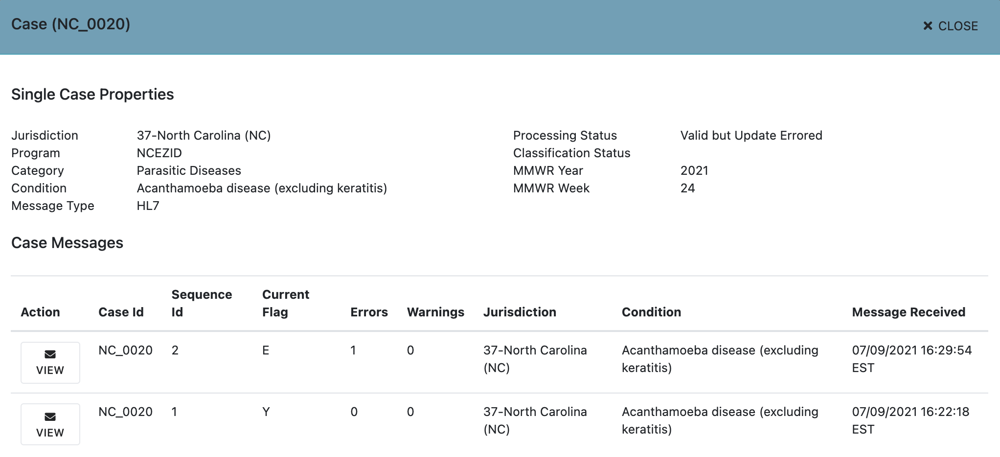 Case (NC_0020)
✖ CLOSE
Single Case Properties
Jurisdiction 37-North Carolina (NC)
Program NCEZID
Category Parasitic Diseases
Condition Acanthamoeba disease (excluding keratitis)
Message Type HL7
Processing Status Valid but Update Errored
Classification Status
MMWR Year 2021
MMWR Week 24
Case Messages
Action Case Id Sequence Id Current Flag Errors Warnings Jurisdiction Condition Message Received
VIEW NC_0020 2 E 1 0 37-North Carolina (NC) Acanthamoeba disease (excluding keratitis) 07/09/2021 16:29:54 EST
VIEW NC_0020 1 Y 0 0 37-North Carolina (NC) Acanthamoeba disease (excluding keratitis) 07/09/2021 16:22:18 EST